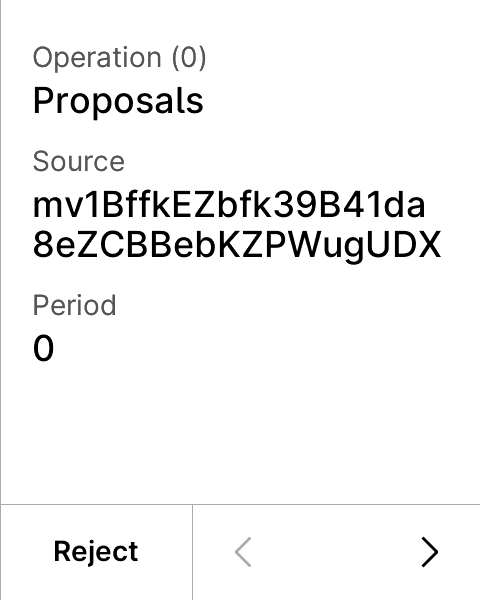 Operation (0)
Proposals
Source
mv1BffkEZbfk39B41da
8eZCBBebKZPWugUDX
Period
0
Reject